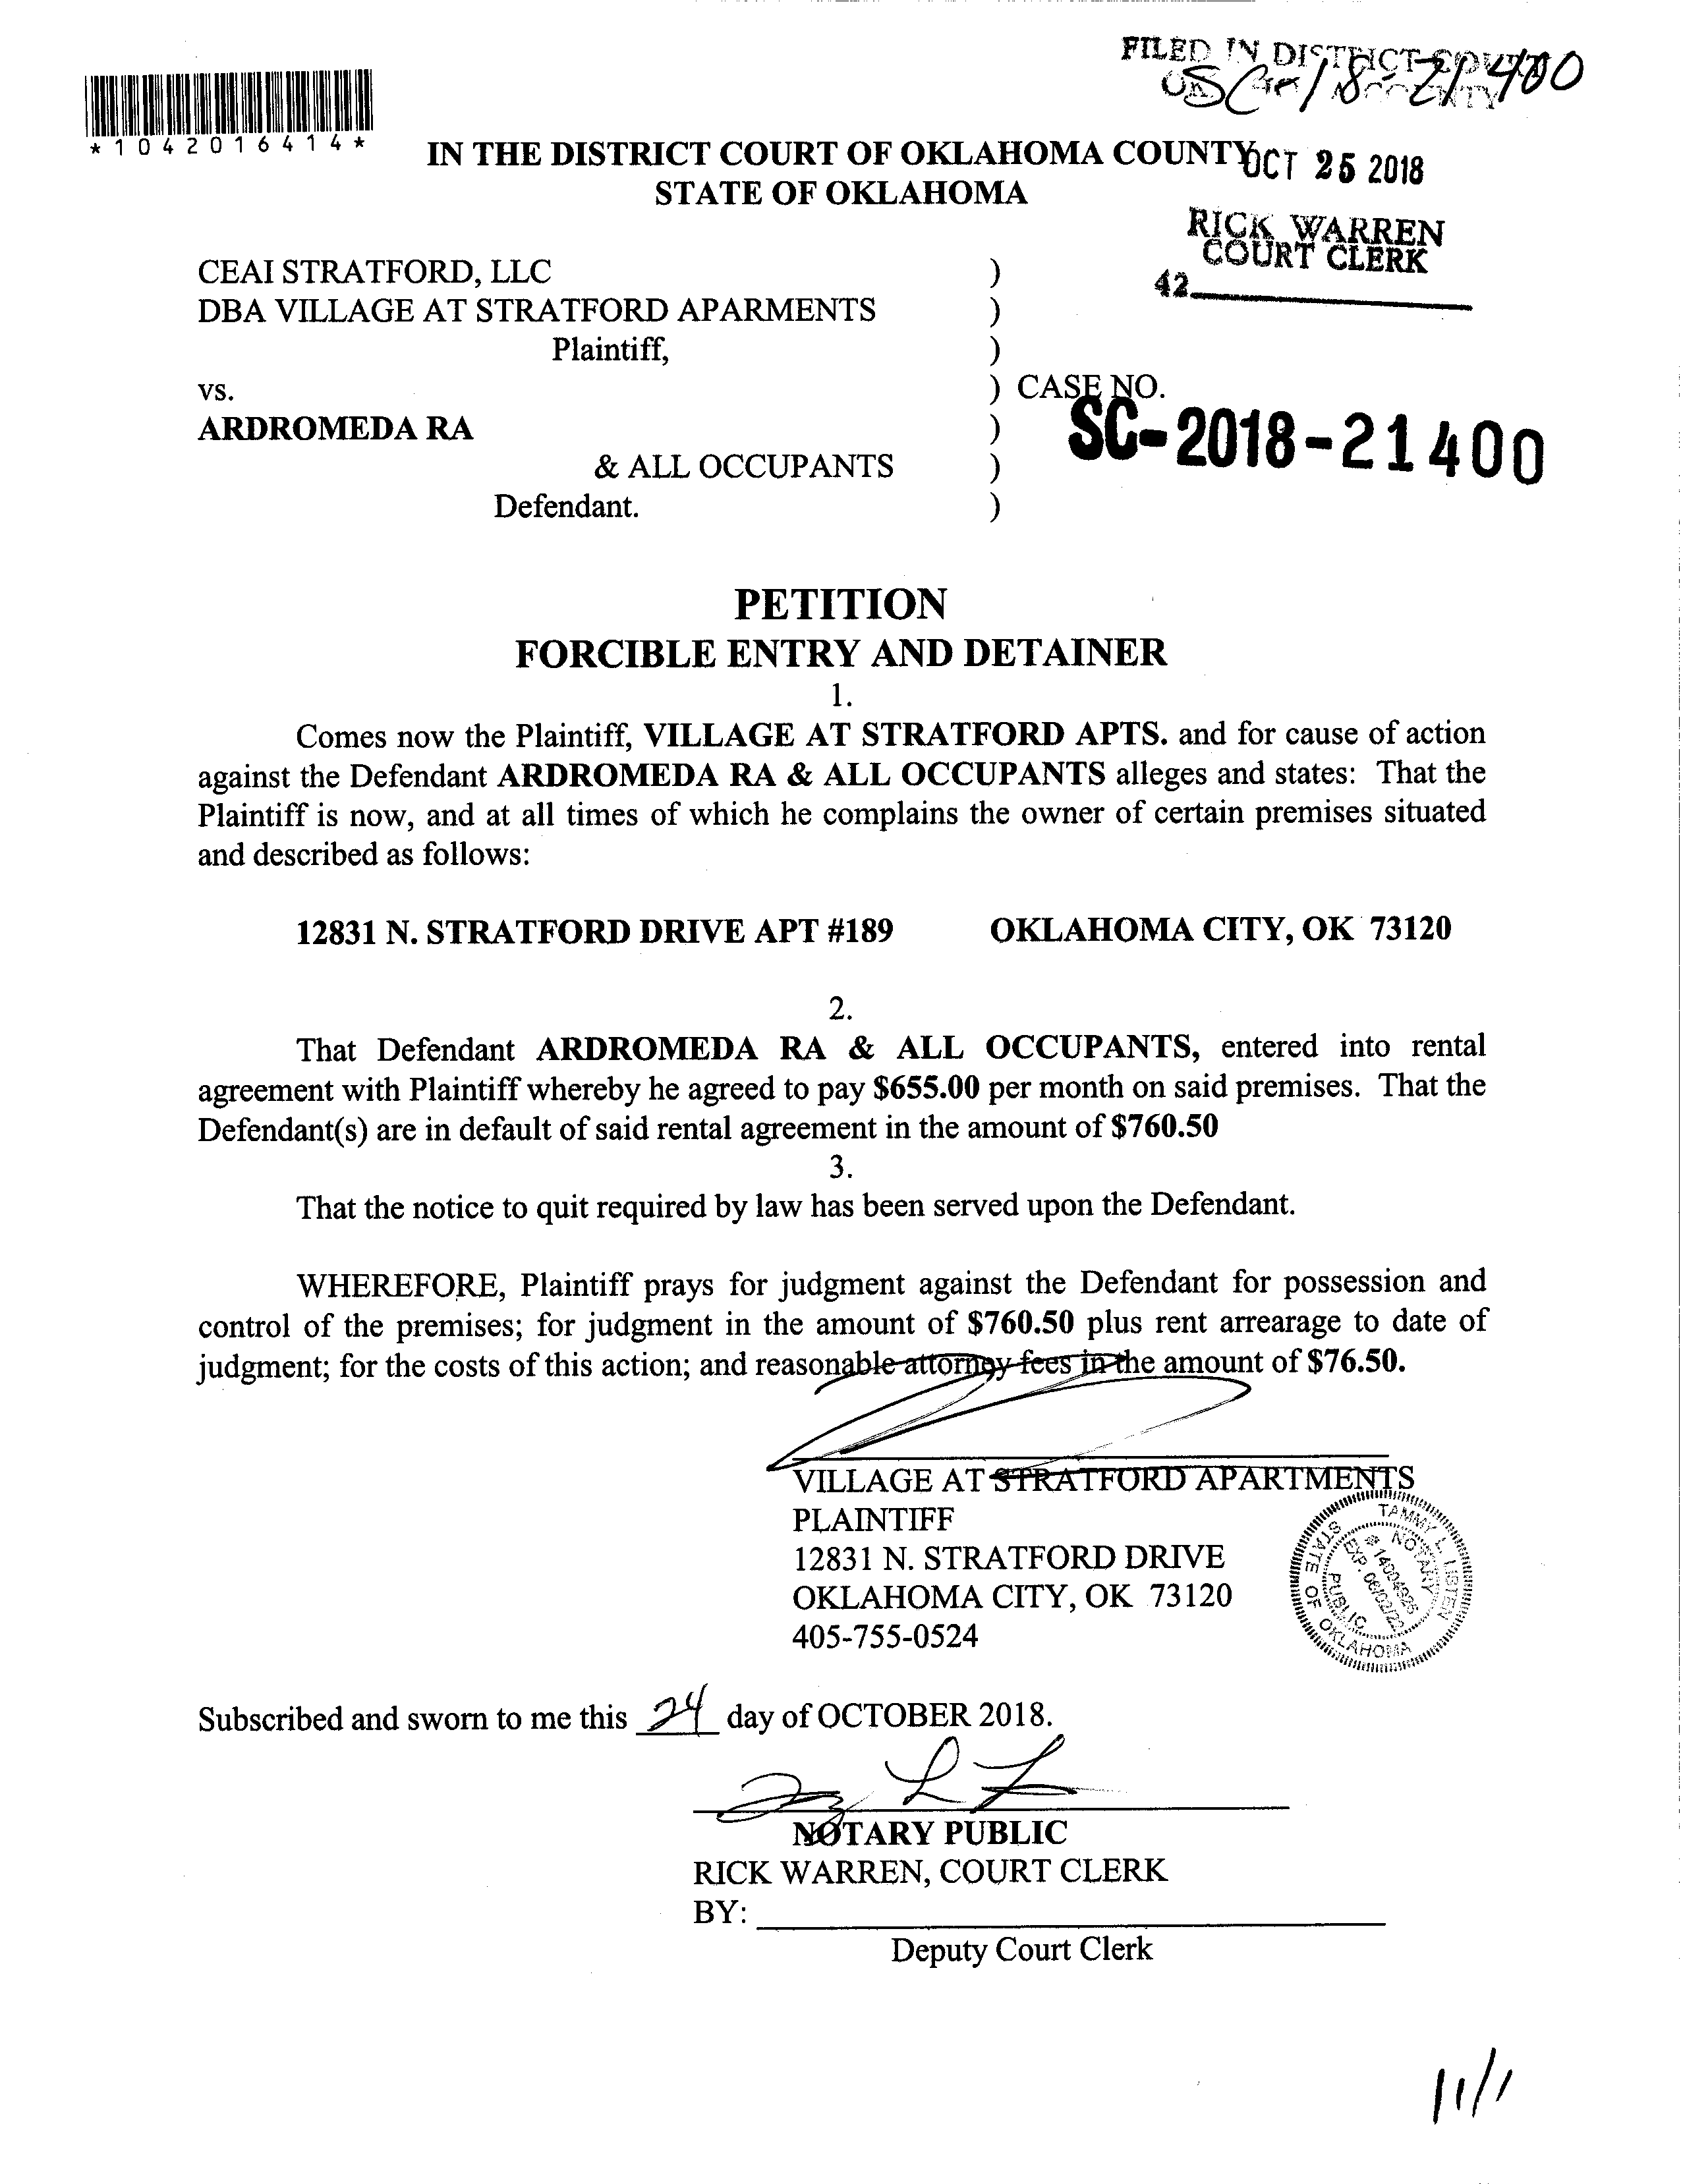 FILED IN DISTRICT COURT
SC-18-21400
*1042016414*
IN THE DISTRICT COURT OF OKLAHOMA COUNTY
OCT 25 2018
STATE OF OKLAHOMA
RICK WARREN
COURT CLERK
42
CEAI STRATFORD, LLC )
DBA VILLAGE AT STRATFORD APARMENTS )
Plaintiff, )
vs. ) CASE NO.
SC-2018-21400
ARDROMEDA RA )
& ALL OCCUPANTS )
Defendant. )
PETITION
FORCIBLE ENTRY AND DETAINER
1.
Comes now the Plaintiff, VILLAGE AT STRATFORD APTS. and for cause of action
against the Defendant ARDROMEDA RA & ALL OCCUPANTS alleges and states: That the
Plaintiff is now, and at all times of which he complains the owner of certain premises situated
and described as follows:
12831 N. STRATFORD DRIVE APT #189 OKLAHOMA CITY, OK 73120
2.
That Defendant ARDROMEDA RA & ALL OCCUPANTS, entered into rental
agreement with Plaintiff whereby he agreed to pay $655.00 per month on said premises. That the
Defendant(s) are in default of said rental agreement in the amount of $760.50
3.
That the notice to quit required by law has been served upon the Defendant.
WHEREFORE, Plaintiff prays for judgment against the Defendant for possession and
control of the premises; for judgment in the amount of $760.50 plus rent arrearage to date of
judgment; for the costs of this action; and reasonable attorney fees in the amount of $76.50.
VILLAGE AT STRATFORD APARTMENTS
PLAINTIFF
12831 N. STRATFORD DRIVE
OKLAHOMA CITY, OK 73120
405-755-0524
TAMMY L. LISTEN
NOTARY PUBLIC
# 14004925
EXP. 06/02/22
STATE OF OKLAHOMA
Subscribed and sworn to me this 24 day of OCTOBER 2018.
NOTARY PUBLIC
RICK WARREN, COURT CLERK
BY:
Deputy Court Clerk
11/1